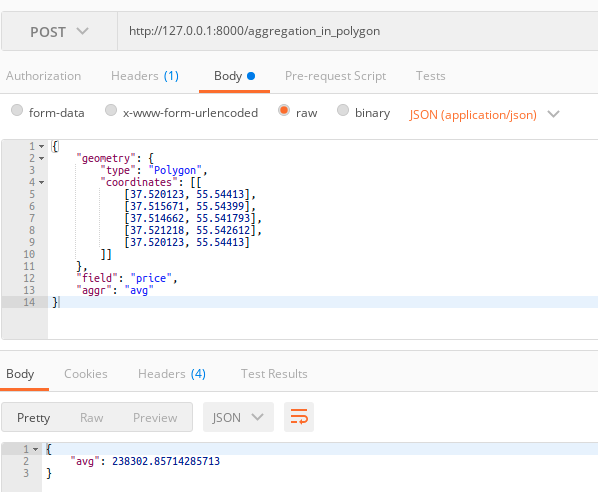 POST http://127.0.0.1:8000/aggregation_in_polygon
Authorization Headers (1) Body Pre-request Script Tests
form-data x-www-form-urlencoded raw binary JSON (application/json)
1 {
2 "geometry": {
3 "type": "Polygon",
4 "coordinates": [[
5 [37.520123, 55.54413],
6 [37.515671, 55.54399],
7 [37.514662, 55.541793],
8 [37.521218, 55.542612],
9 [37.520123, 55.54413]
10 ]]
11 },
12 "field": "price",
13 "aggr": "avg"
14 }
Body Cookies Headers (4) Test Results
Pretty Raw Preview JSON
1 {
2 "avg": 238302.85714285713
3 }